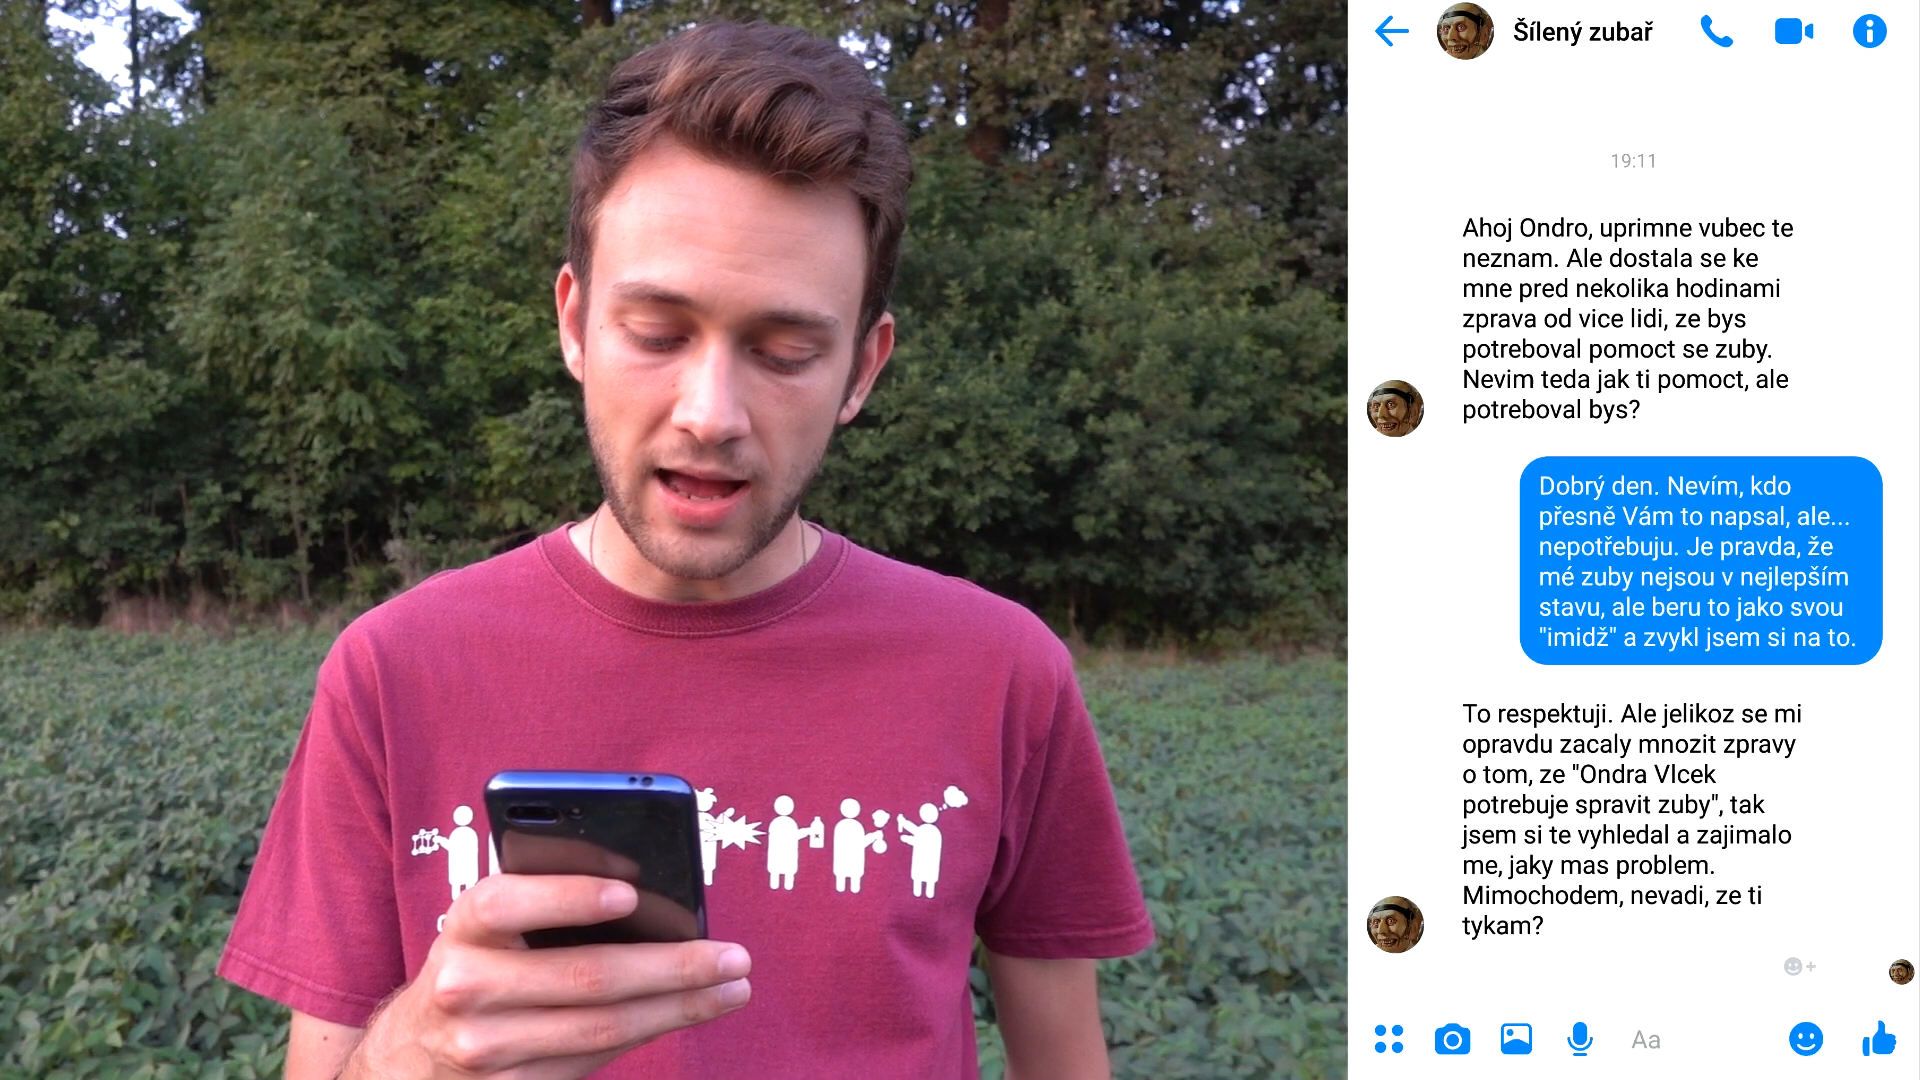 Šílený zubař
19:11
Ahoj Ondro, uprimne vubec te
neznam. Ale dostala se ke
mne pred nekolika hodinami
zprava od vice lidi, ze bys
potreboval pomoct se zuby.
Nevim teda jak ti pomoct, ale
potreboval bys?
Dobrý den. Nevím, kdo
přesně Vám to napsal, ale...
nepotřebuju. Je pravda, že
mé zuby nejsou v nejlepším
stavu, ale beru to jako svou
"imidž" a zvykl jsem si na to.
To respektuji. Ale jelikoz se mi
opravdu zacaly mnozit zpravy
o tom, ze "Ondra Vlcek
potrebuje spravit zuby", tak
jsem si te vyhledal a zajimalo
me, jaky mas problem.
Mimochodem, nevadi, ze ti
tykam?
Aa